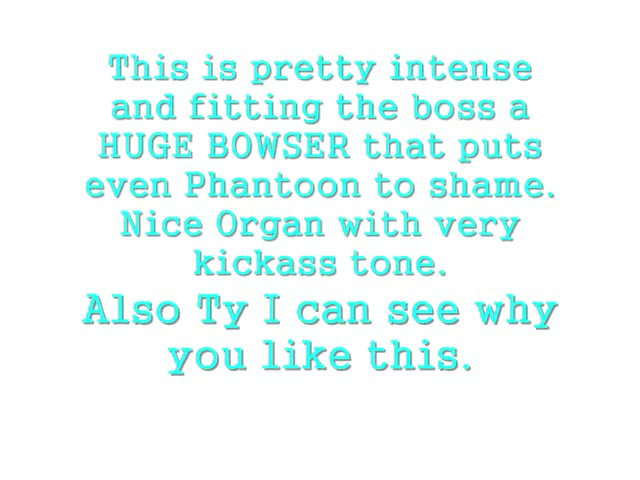 This is pretty intense
and fitting the boss a
HUGE BOWSER that puts
even Phantoon to shame.
Nice Organ with very
kickass tone.
Also Ty I can see why
you like this.